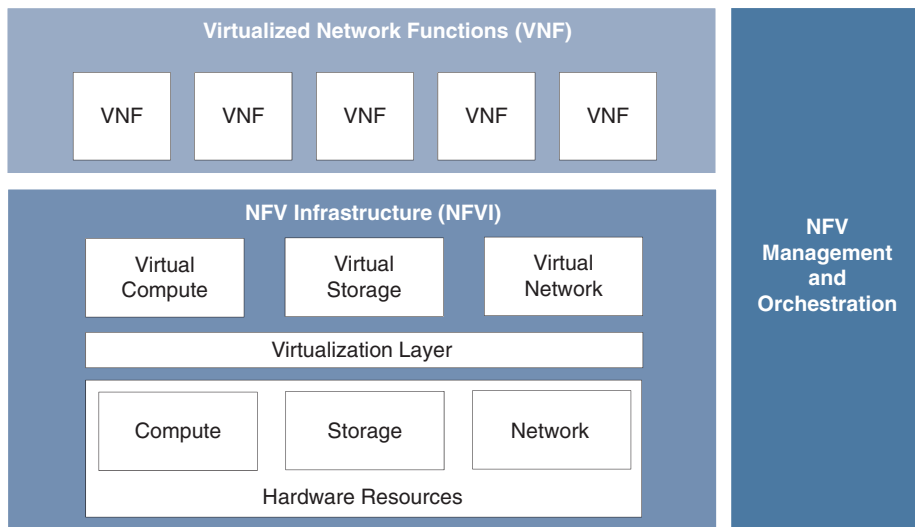 Virtualized Network Functions (VNF)
VNF
VNF
VNF
VNF
VNF
NFV Infrastructure (NFVI)
Virtual
Compute
Virtual
Storage
Virtual
Network
Virtualization Layer
Compute
Storage
Network
Hardware Resources
NFV
Management
and
Orchestration